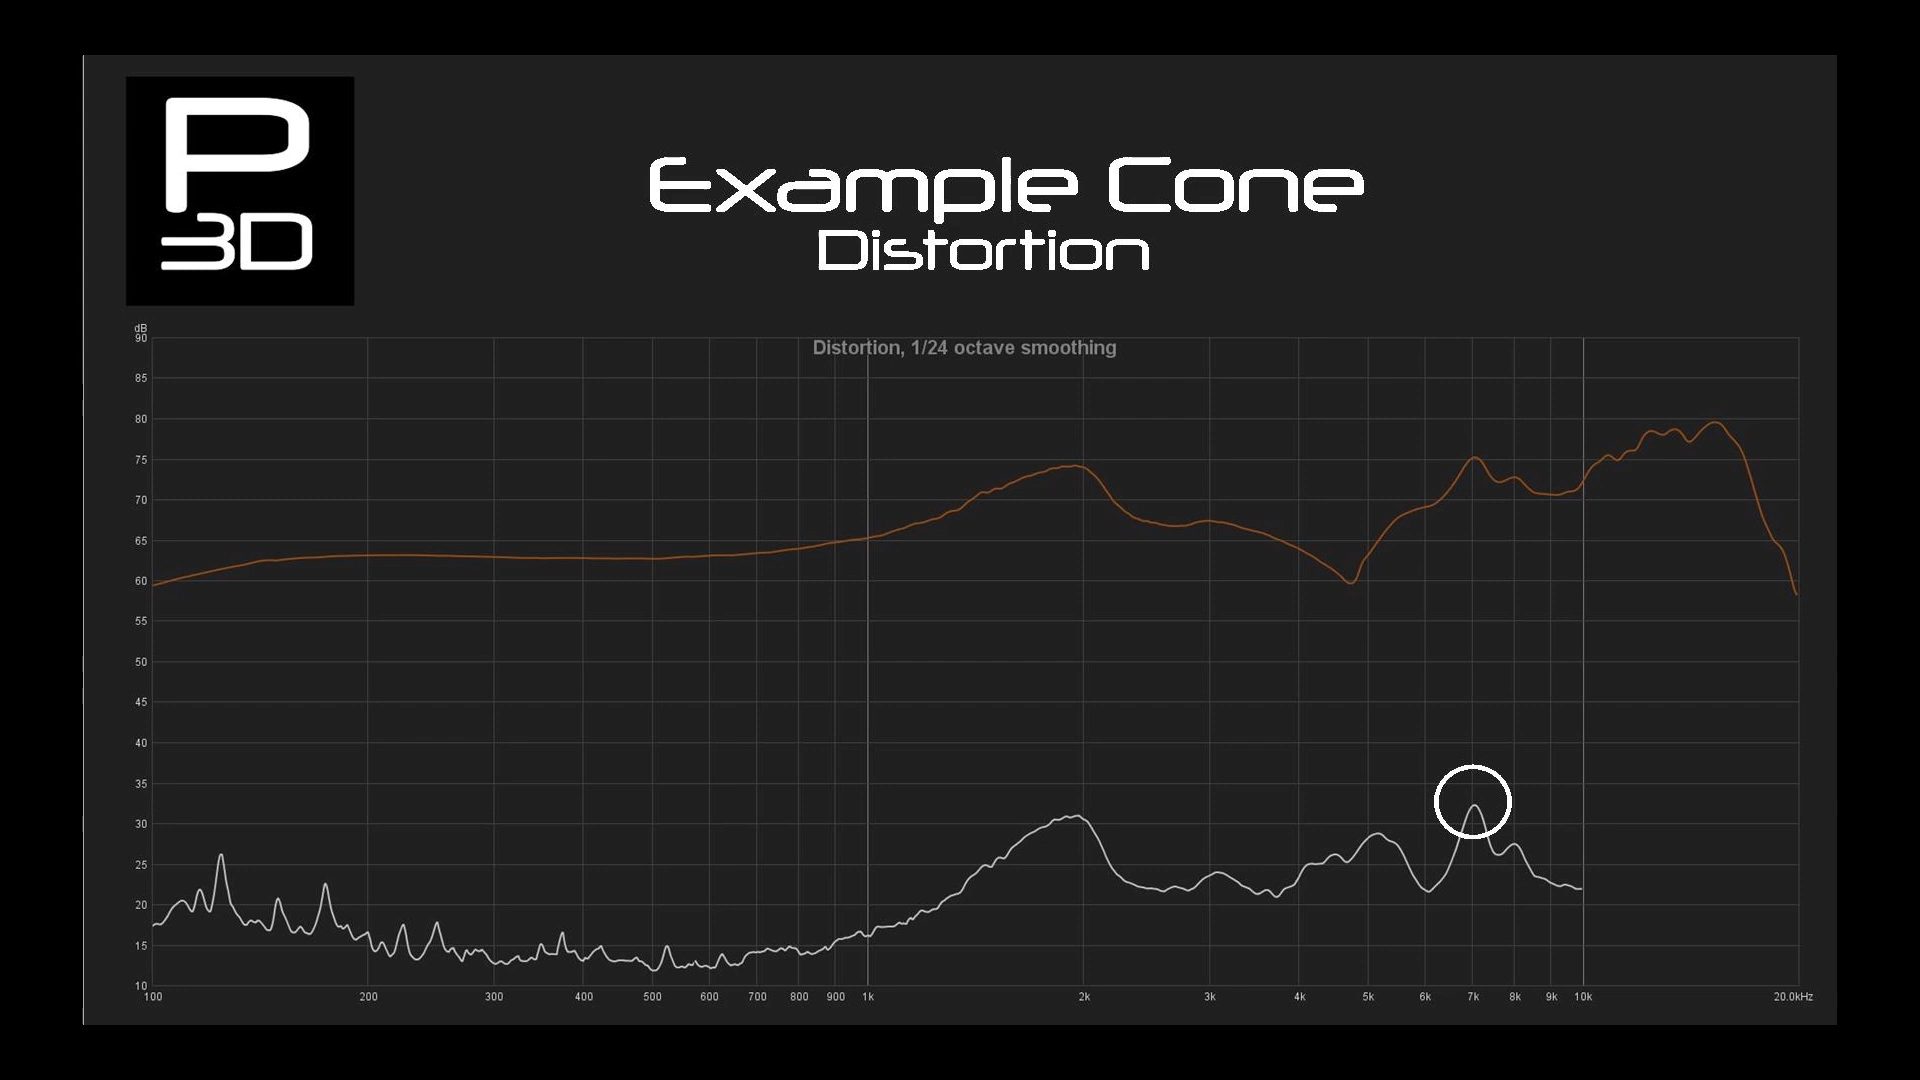 P
3D
Example Cone
Distortion
dB
Distortion, 1/24 octave smoothing
90
85
80
75
70
65
60
55
50
45
40
35
30
25
20
15
10
100 200 300 400 500 600 700 800 900 1k 2k 3k 4k 5k 6k 7k 8k 9k 10k 20.0kHz